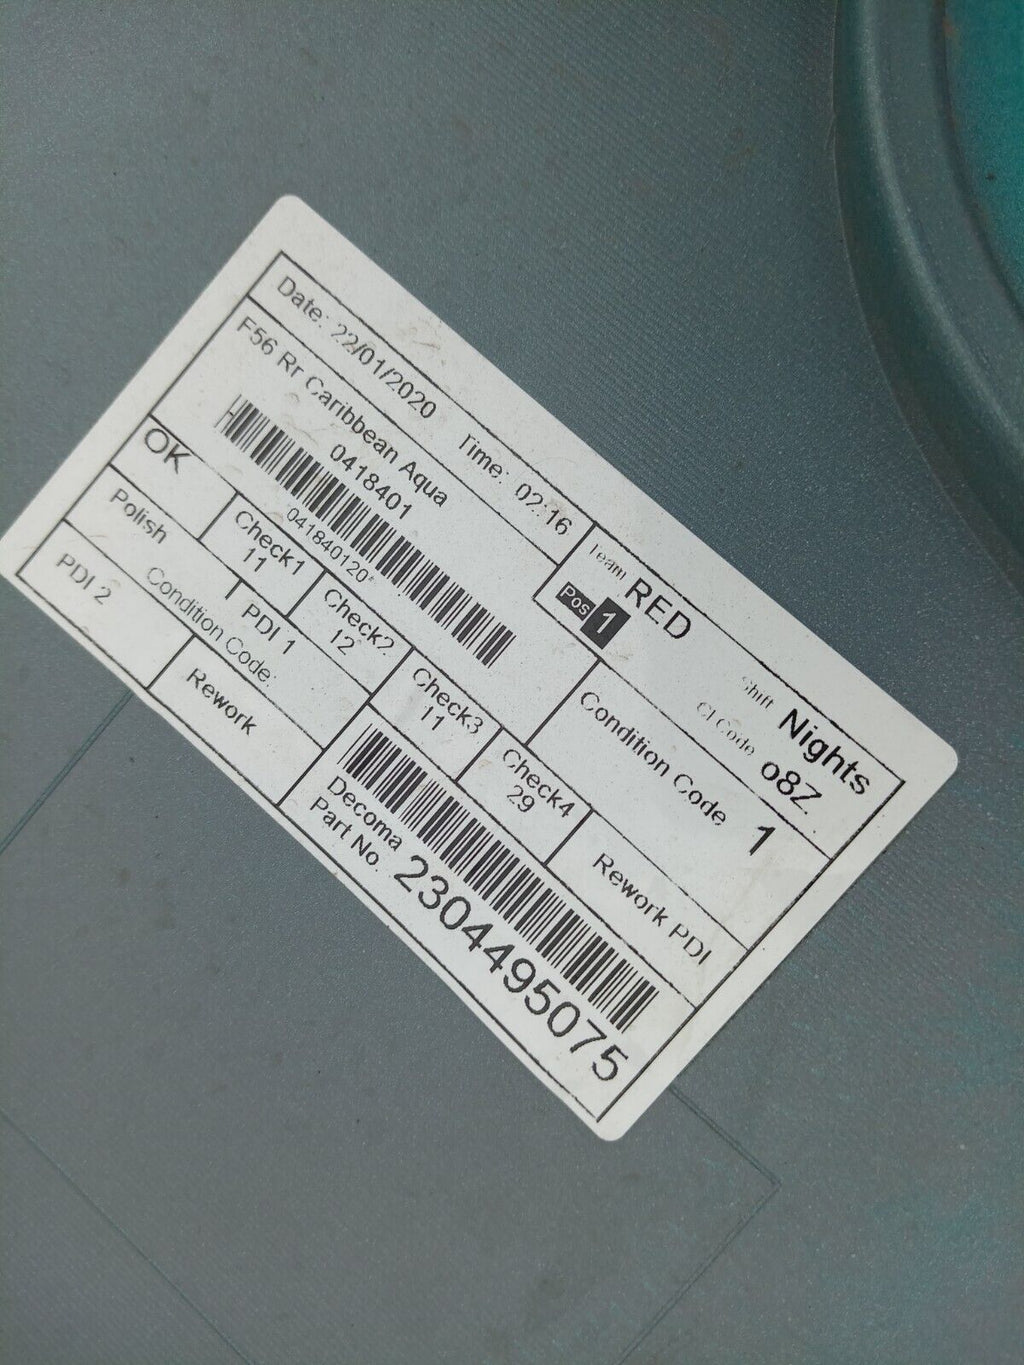 Date: 22/01/2020 Time: 02:16
Team RED
Shift Nights
F56 Rr Caribbean Aqua
Pos 1
Cl Code o8Z
0418401
041840120*
Condition Code 1
OK
Check1 11
Check2 12
Check3 11
Check4 29
Rework PDI
Polish
PDI 1
Condition Code:
PDI 2
Rework
Decoma
Part No. 2304495075